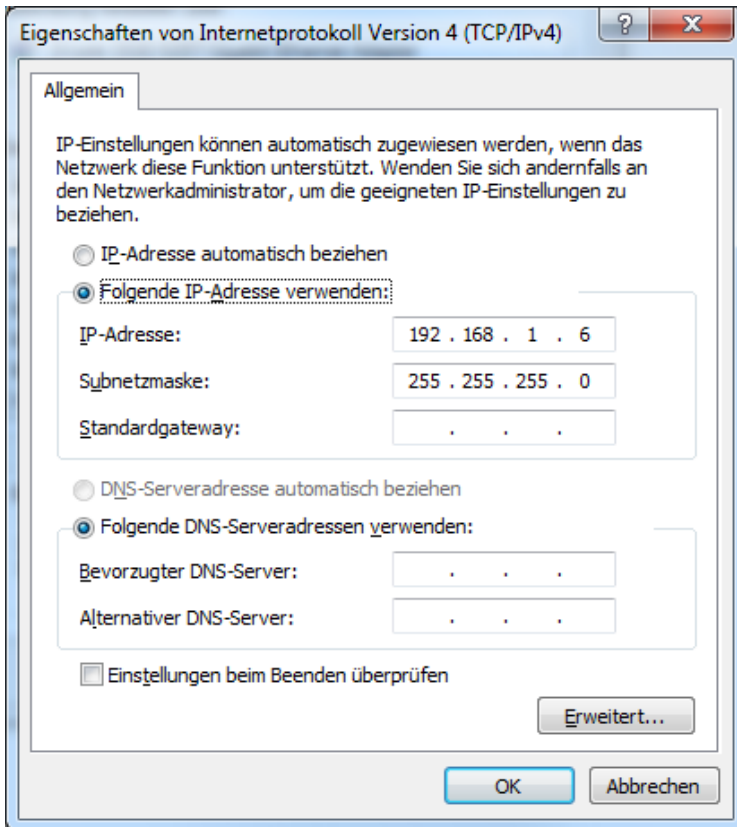 Eigenschaften von Internetprotokoll Version 4 (TCP/IPv4)
Allgemein
IP-Einstellungen können automatisch zugewiesen werden, wenn das
Netzwerk diese Funktion unterstützt. Wenden Sie sich andernfalls an
den Netzwerkadministrator, um die geeigneten IP-Einstellungen zu
beziehen.
IP-Adresse automatisch beziehen
Folgende IP-Adresse verwenden:
IP-Adresse: 192 . 168 . 1 . 6
Subnetzmaske: 255 . 255 . 255 . 0
Standardgateway: . . .
DNS-Serveradresse automatisch beziehen
Folgende DNS-Serveradressen verwenden:
Bevorzugter DNS-Server: . . .
Alternativer DNS-Server: . . .
Einstellungen beim Beenden überprüfen
Erweitert...
OK Abbrechen